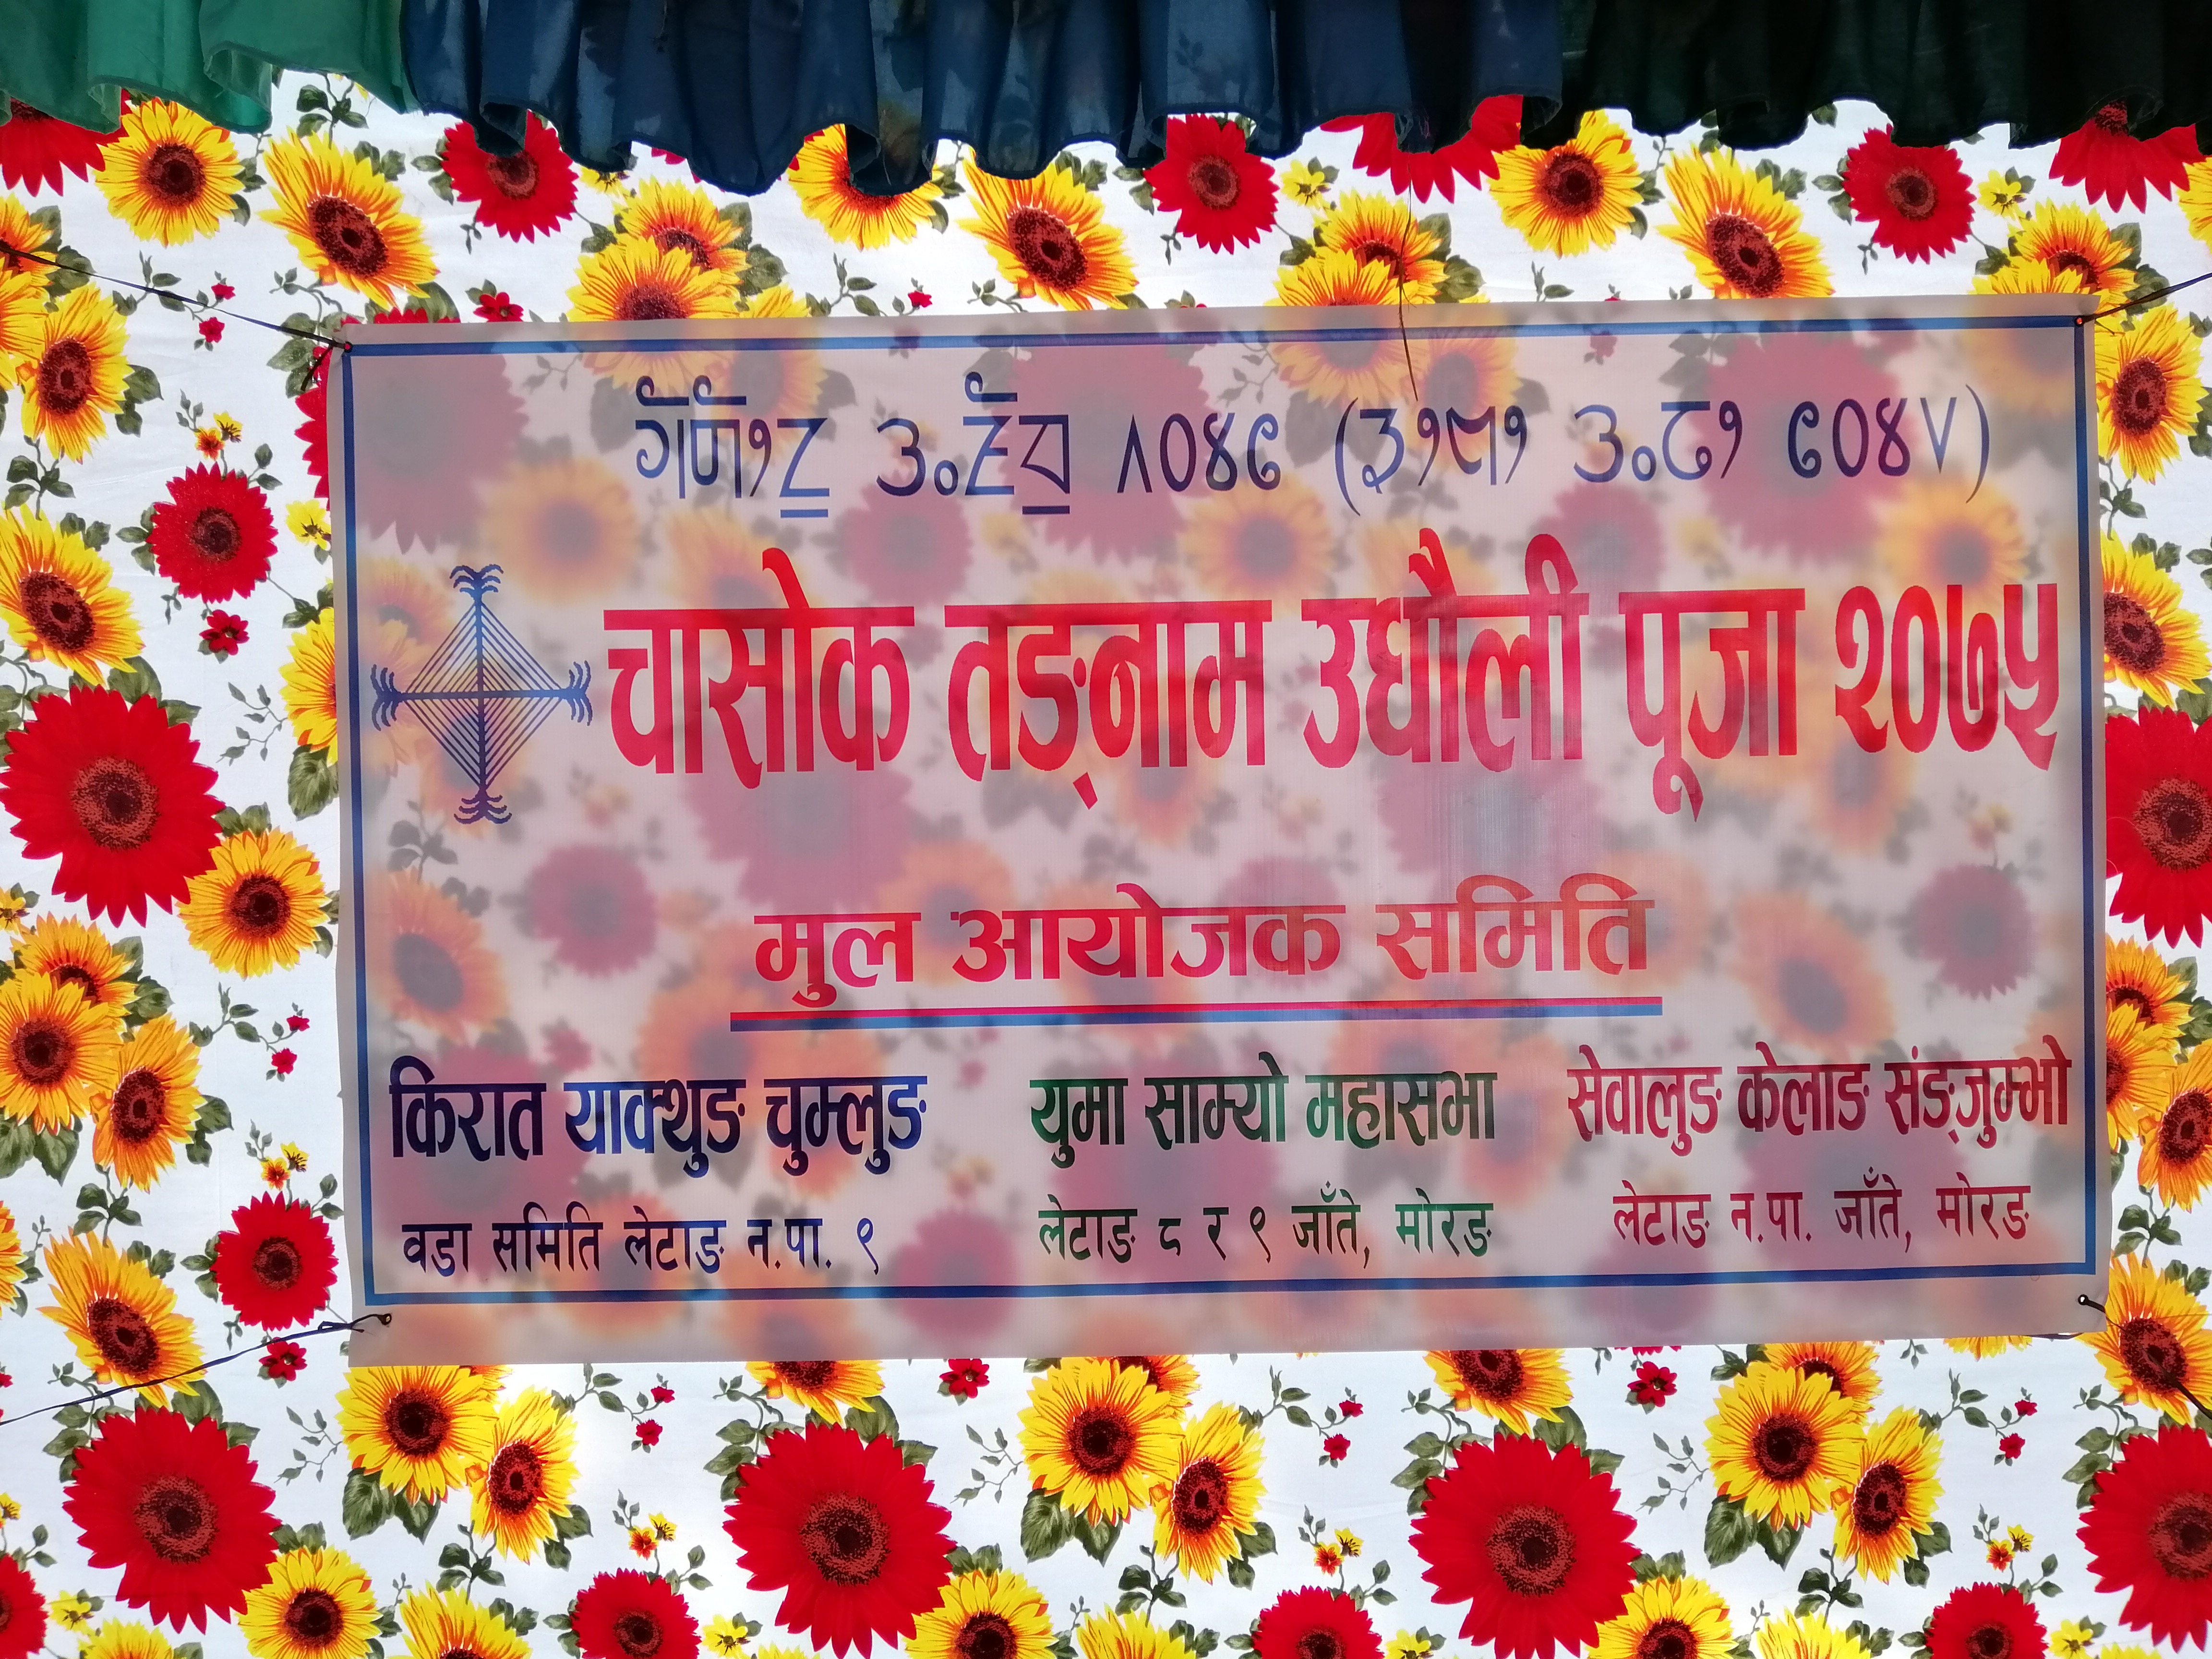 चासोक तङ्नाम उधौली पूजा २०७५
मुल आयोजक समिति
किरात याक्थुङ चुम्लुङ
वडा समिति लेटाङ न.पा. ९
युमा साम्यो महासभा
लेटाङ ८ र ९ जाँते, मोरङ
सेवालुङ केलाङ संङ्जुम्भो
लेटाङ न.पा. जाँते, मोरङ